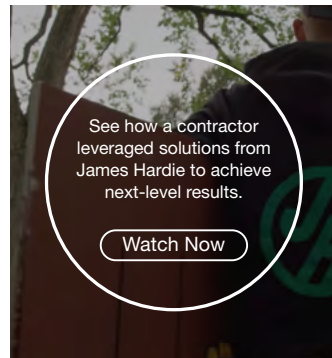 See how a contractor
leveraged solutions from
James Hardie to achieve
next-level results.
Watch Now